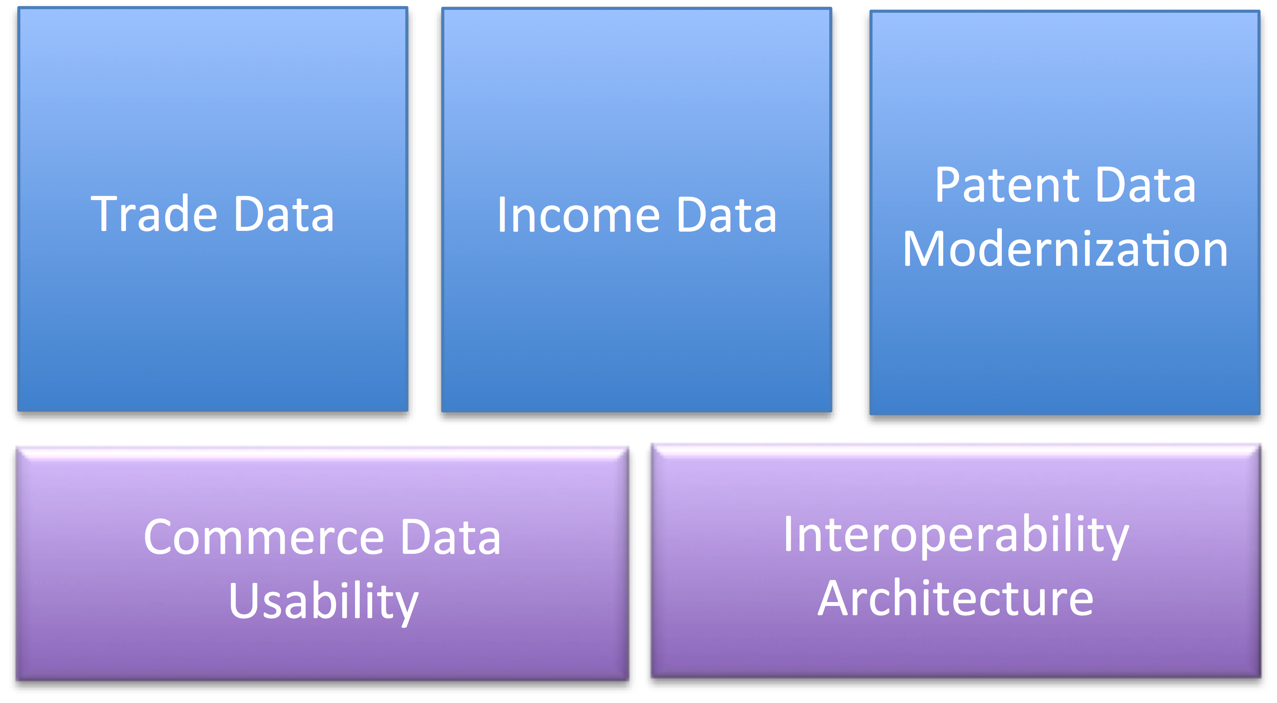 Trade Data
Income Data
Patent Data
Modernization
Commerce Data
Usability
Interoperability
Architecture